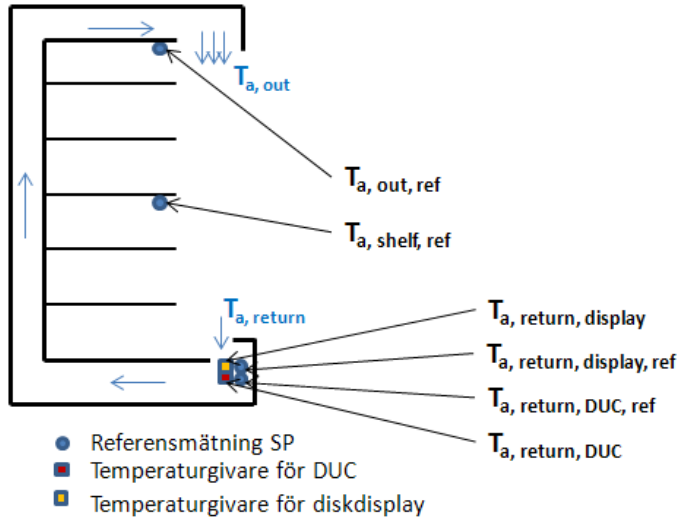 Ta, out
Ta, out, ref
Ta, shelf, ref
Ta, return
Ta, return, display
Ta, return, display, ref
Ta, return, DUC, ref
Ta, return, DUC
Referensmätning SP
Temperaturgivare för DUC
Temperaturgivare för diskdisplay